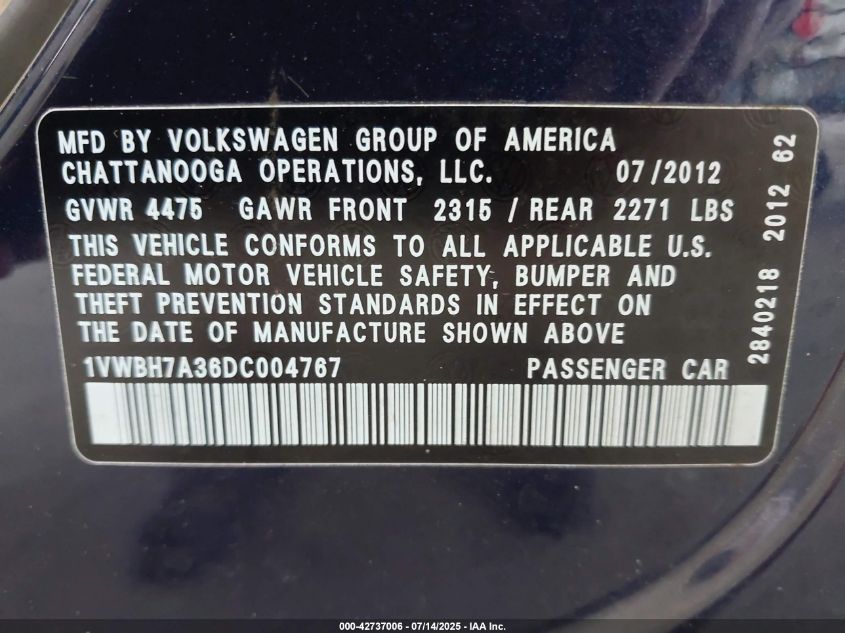 MFD BY VOLKSWAGEN GROUP OF AMERICA
CHATTANOOGA OPERATIONS, LLC. 07/2012
GVWR 4475 GAWR FRONT 2315 / REAR 2271 LBS
THIS VEHICLE CONFORMS TO ALL APPLICABLE U.S.
FEDERAL MOTOR VEHICLE SAFETY, BUMPER AND
THEFT PREVENTION STANDARDS IN EFFECT ON
THE DATE OF MANUFACTURE SHOWN ABOVE
1VWBH7A36DC004767 PASSENGER CAR
2840218 2012 62
000-42737006 - 07/14/2025 - IAA Inc.